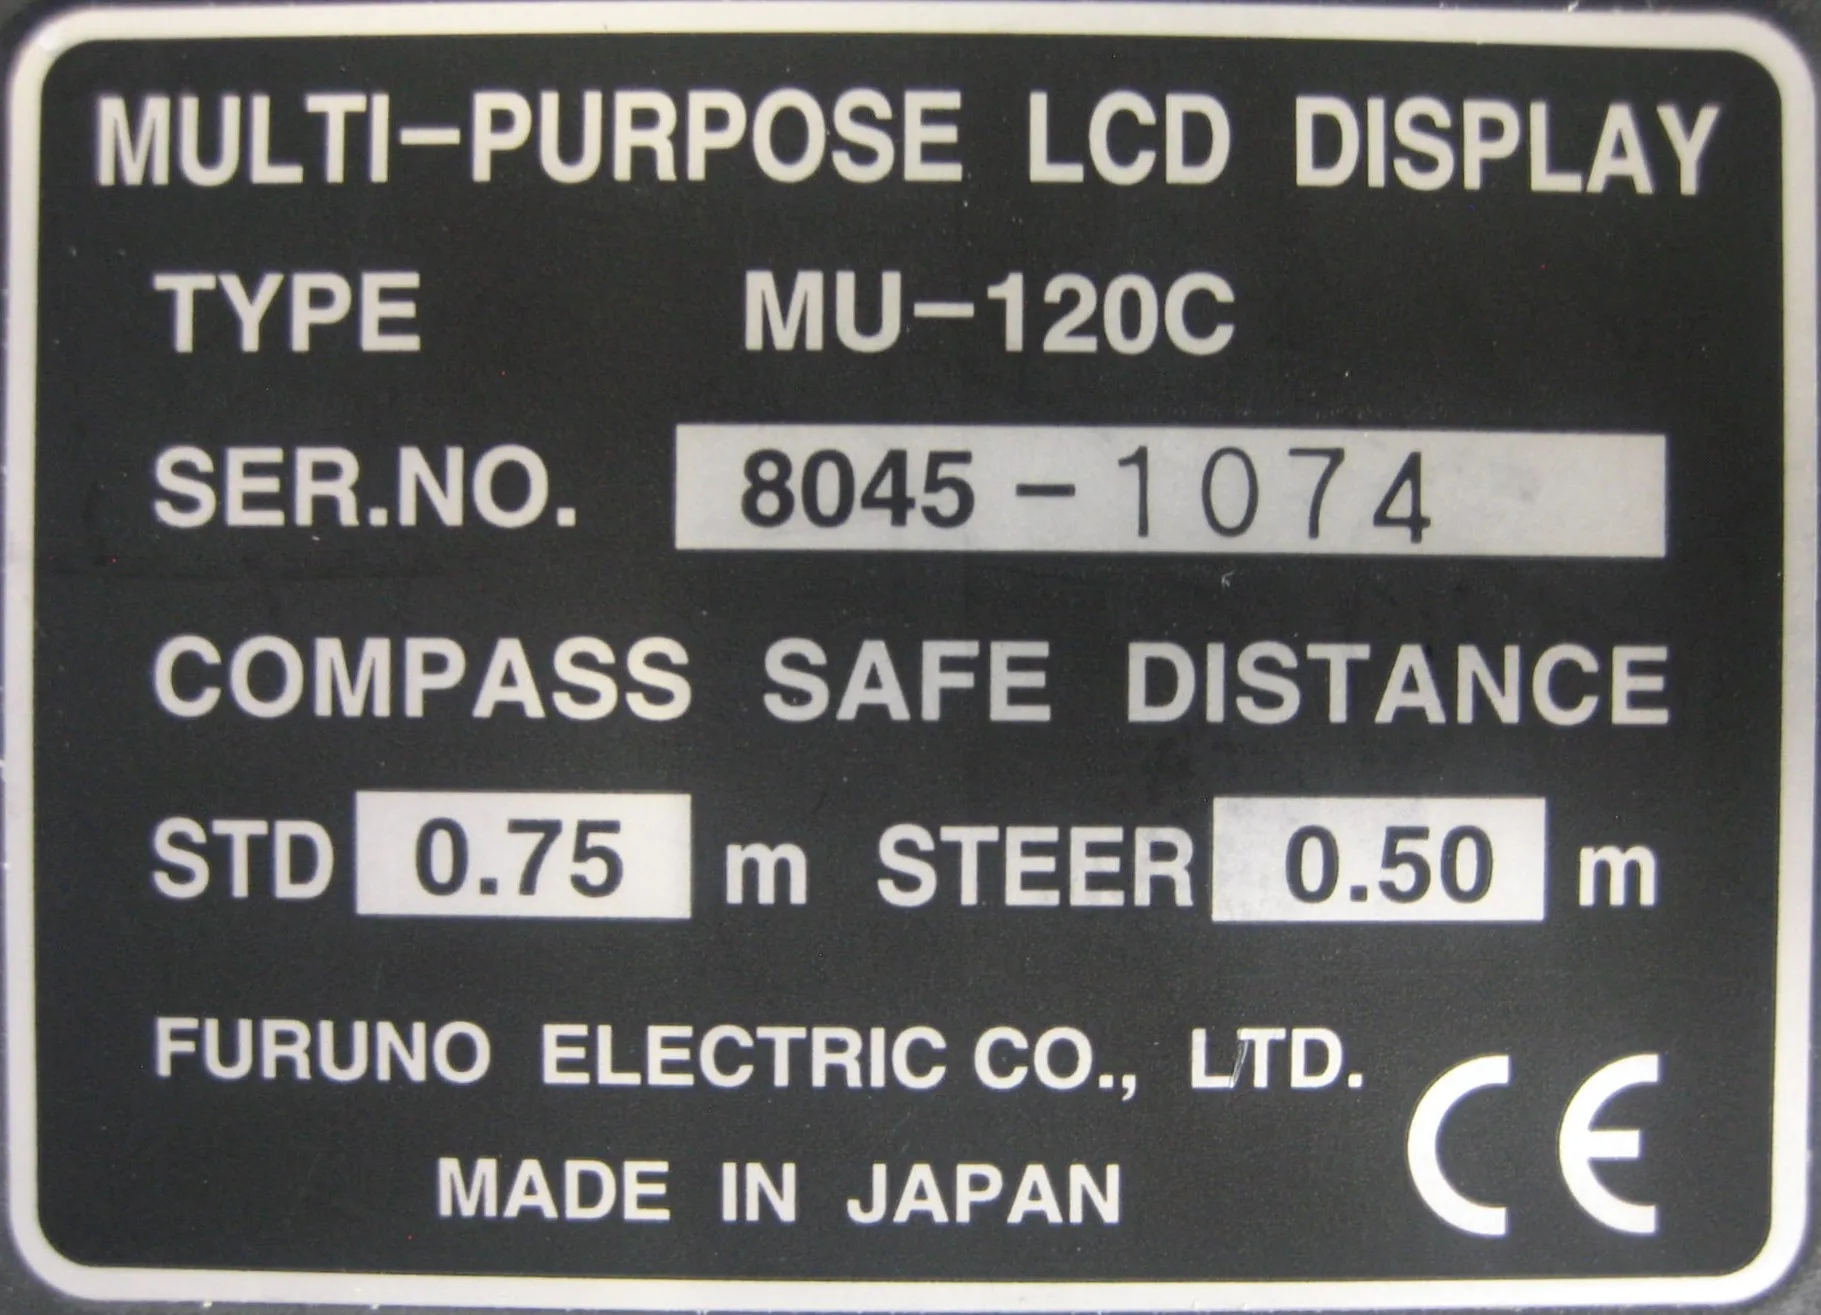 MULTI-PURPOSE LCD DISPLAY
TYPE MU-120C
SER.NO. 8045-1074
COMPASS SAFE DISTANCE
STD 0.75 m STEER 0.50 m
FURUNO ELECTRIC CO., LTD.
CE
MADE IN JAPAN